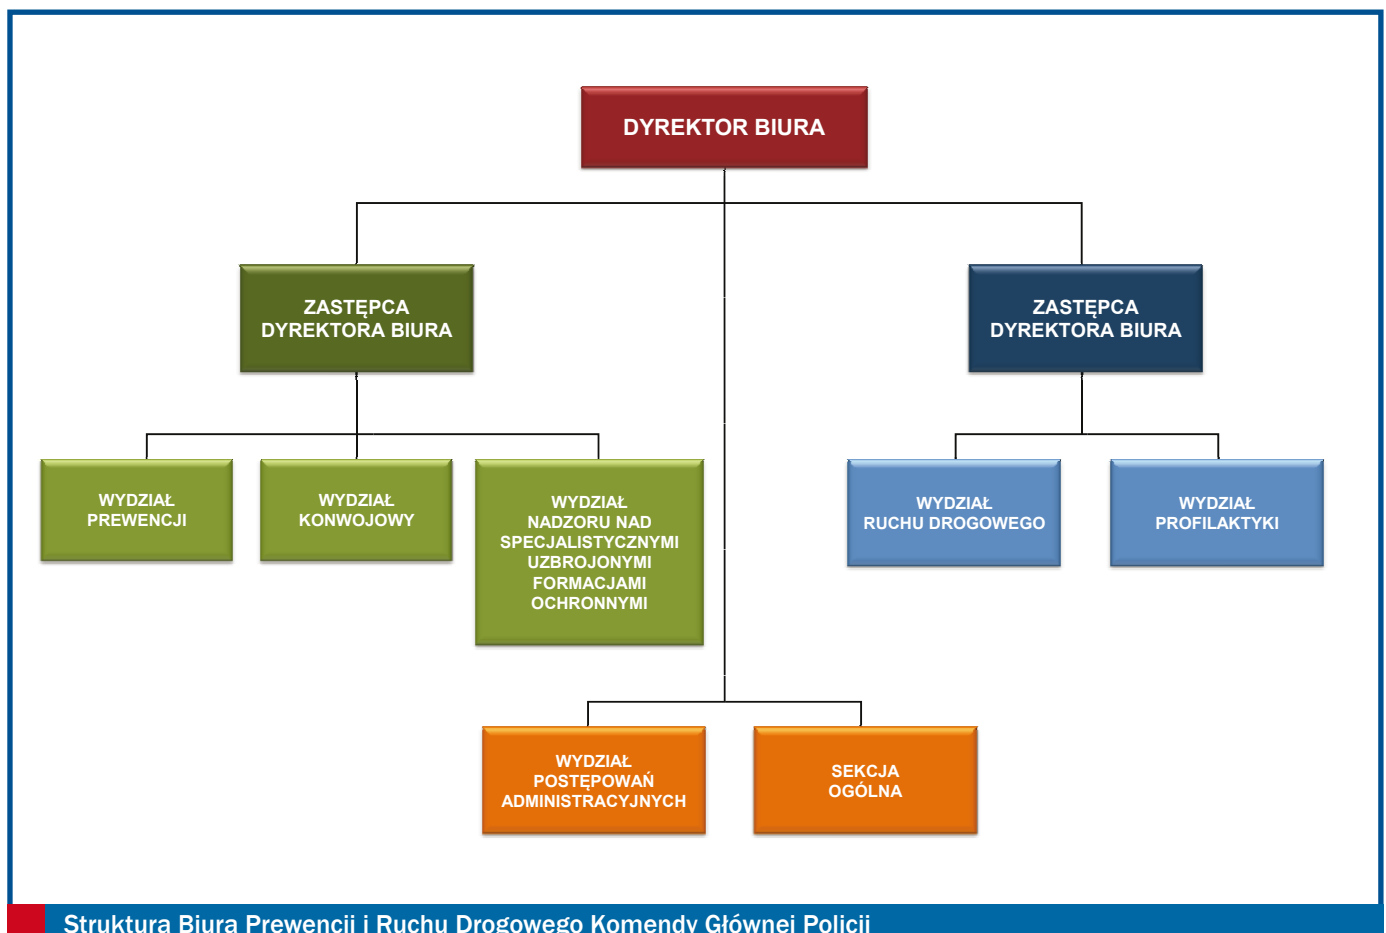 DYREKTOR BIURA
ZASTĘPCA
DYREKTORA BIURA
ZASTĘPCA
DYREKTORA BIURA
WYDZIAŁ
PREWENCJI
WYDZIAŁ
KONWOJOWY
WYDZIAŁ
NADZORU NAD
SPECJALISTYCZNYMI
UZBROJONYMI
FORMACJAMI
OCHRONNYMI
WYDZIAŁ
RUCHU DROGOWEGO
WYDZIAŁ
PROFILAKTYKI
WYDZIAŁ
POSTĘPOWAŃ
ADMINISTRACYJNYCH
SEKCJA
OGÓLNA
Struktura Biura Prewencji i Ruchu Drogowego Komendy Głównej Policji